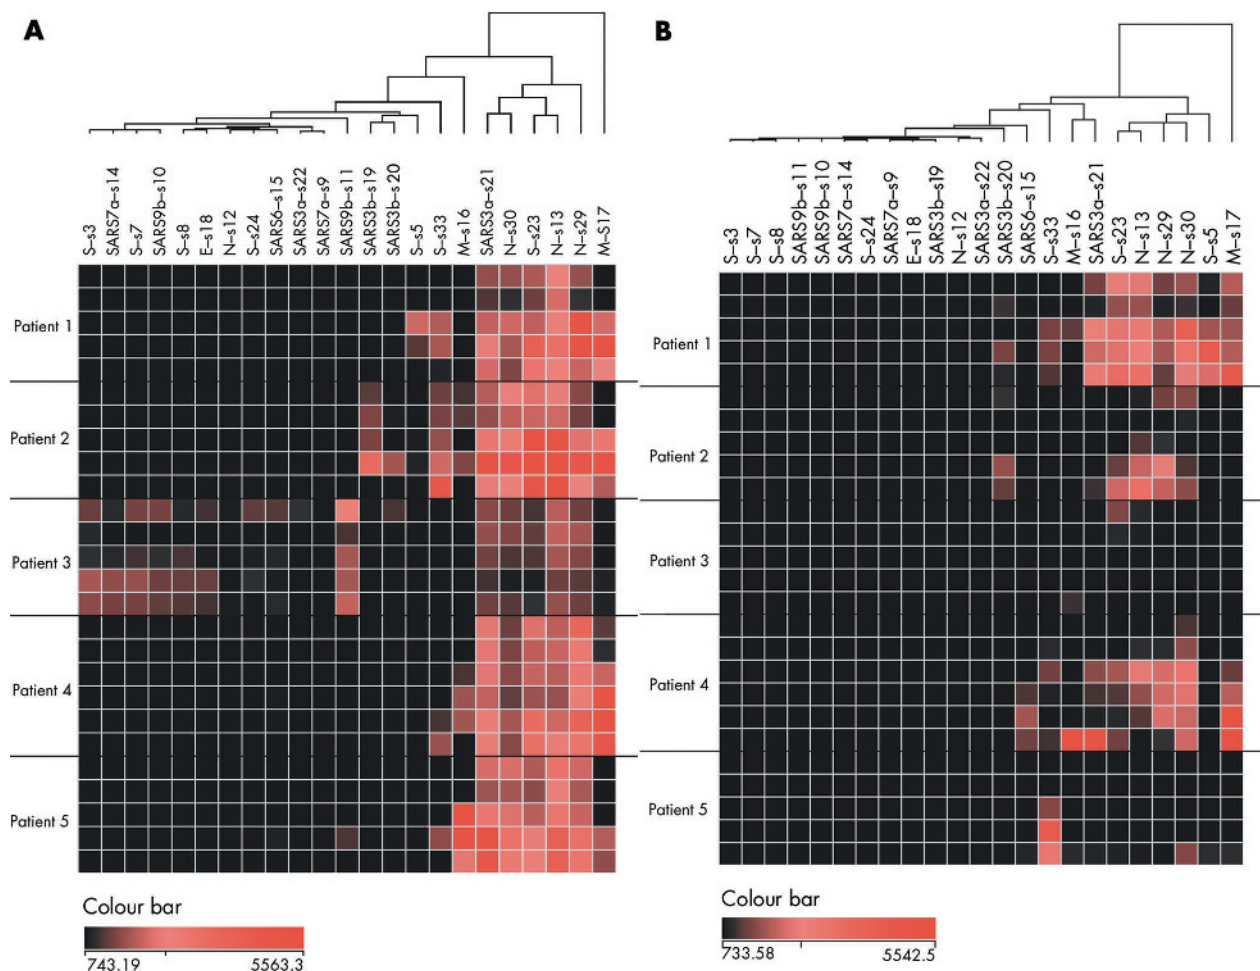 A
S–s3
SARS7a–s14
S–s7
SARS9b–s10
S–s8
E–s18
N–s12
S–s24
SARS6–s15
SARS3a–s22
SARS7a–s9
SARS9b–s11
SARS3b–s19
SARS3b–s20
S–s5
S–s33
M–s16
SARS3a–s21
N–s30
S–s23
N–s13
N–s29
M–S17
Patient 1
Patient 2
Patient 3
Patient 4
Patient 5
Colour bar
743.19 5563.3
B
S–s3
S–s7
S–s8
SARS9b–s11
SARS9b–s10
SARS7a–s14
S–s24
SARS7a–s9
E–s18
SARS3b–s19
N–s12
SARS3a–s22
SARS3b–s20
SARS6–s15
S–s33
M–s16
SARS3a–s21
S–s23
N–s13
N–s29
N–s30
S–s5
M–s17
Patient 1
Patient 2
Patient 3
Patient 4
Patient 5
Colour bar
733.58 5542.5